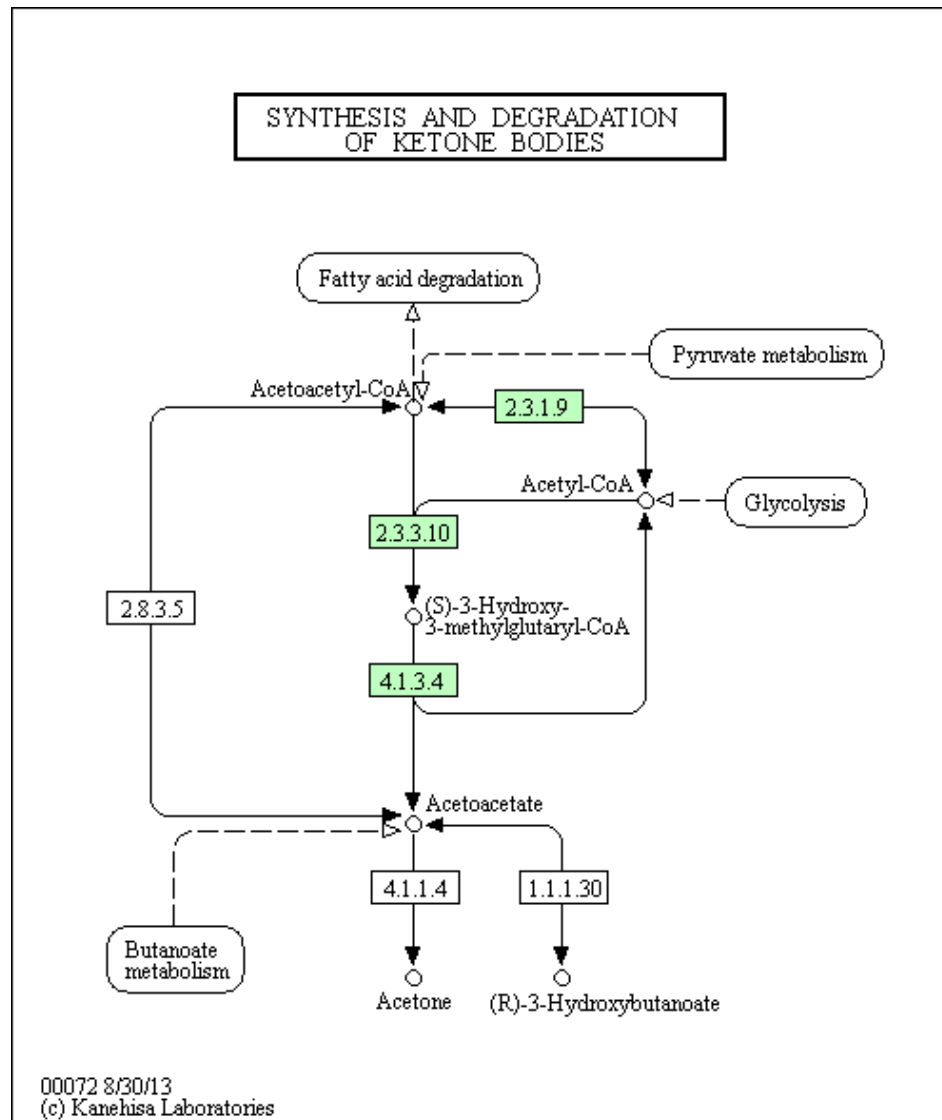 SYNTHESIS AND DEGRADATION
OF KETONE BODIES
Fatty acid degradation
Pyruvate metabolism
Acetoacetyl-CoA
2.3.1.9
Acetyl-CoA
Glycolysis
2.3.3.10
2.8.3.5
(S)-3-Hydroxy-
3-methylglutaryl-CoA
4.1.3.4
Acetoacetate
4.1.1.4
1.1.1.30
Butanoate
metabolism
Acetone
(R)-3-Hydroxybutanoate
00072 8/30/13
(c) Kanehisa Laboratories